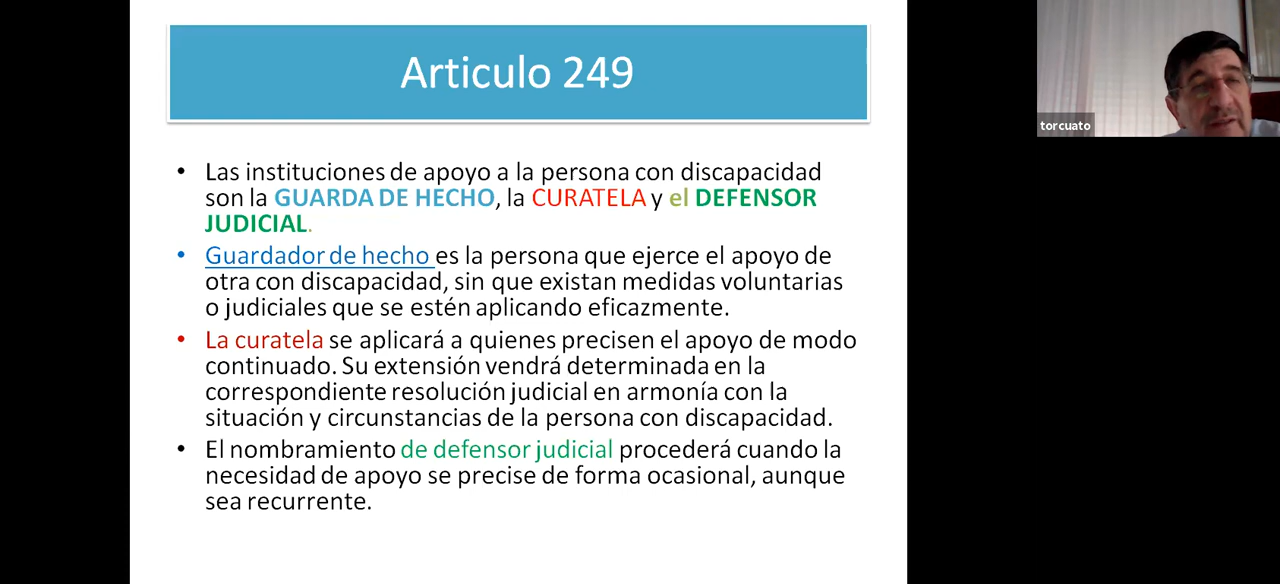 Articulo 249
• Las instituciones de apoyo a la persona con discapacidad
son la GUARDA DE HECHO, la CURATELA y el DEFENSOR
JUDICIAL.
• Guardador de hecho es la persona que ejerce el apoyo de
otra con discapacidad, sin que existan medidas voluntarias
o judiciales que se estén aplicando eficazmente.
• La curatela se aplicará a quienes precisen el apoyo de modo
continuado. Su extensión vendrá determinada en la
correspondiente resolución judicial en armonía con la
situación y circunstancias de la persona con discapacidad.
• El nombramiento de defensor judicial procederá cuando la
necesidad de apoyo se precise de forma ocasional, aunque
sea recurrente.
torcuato